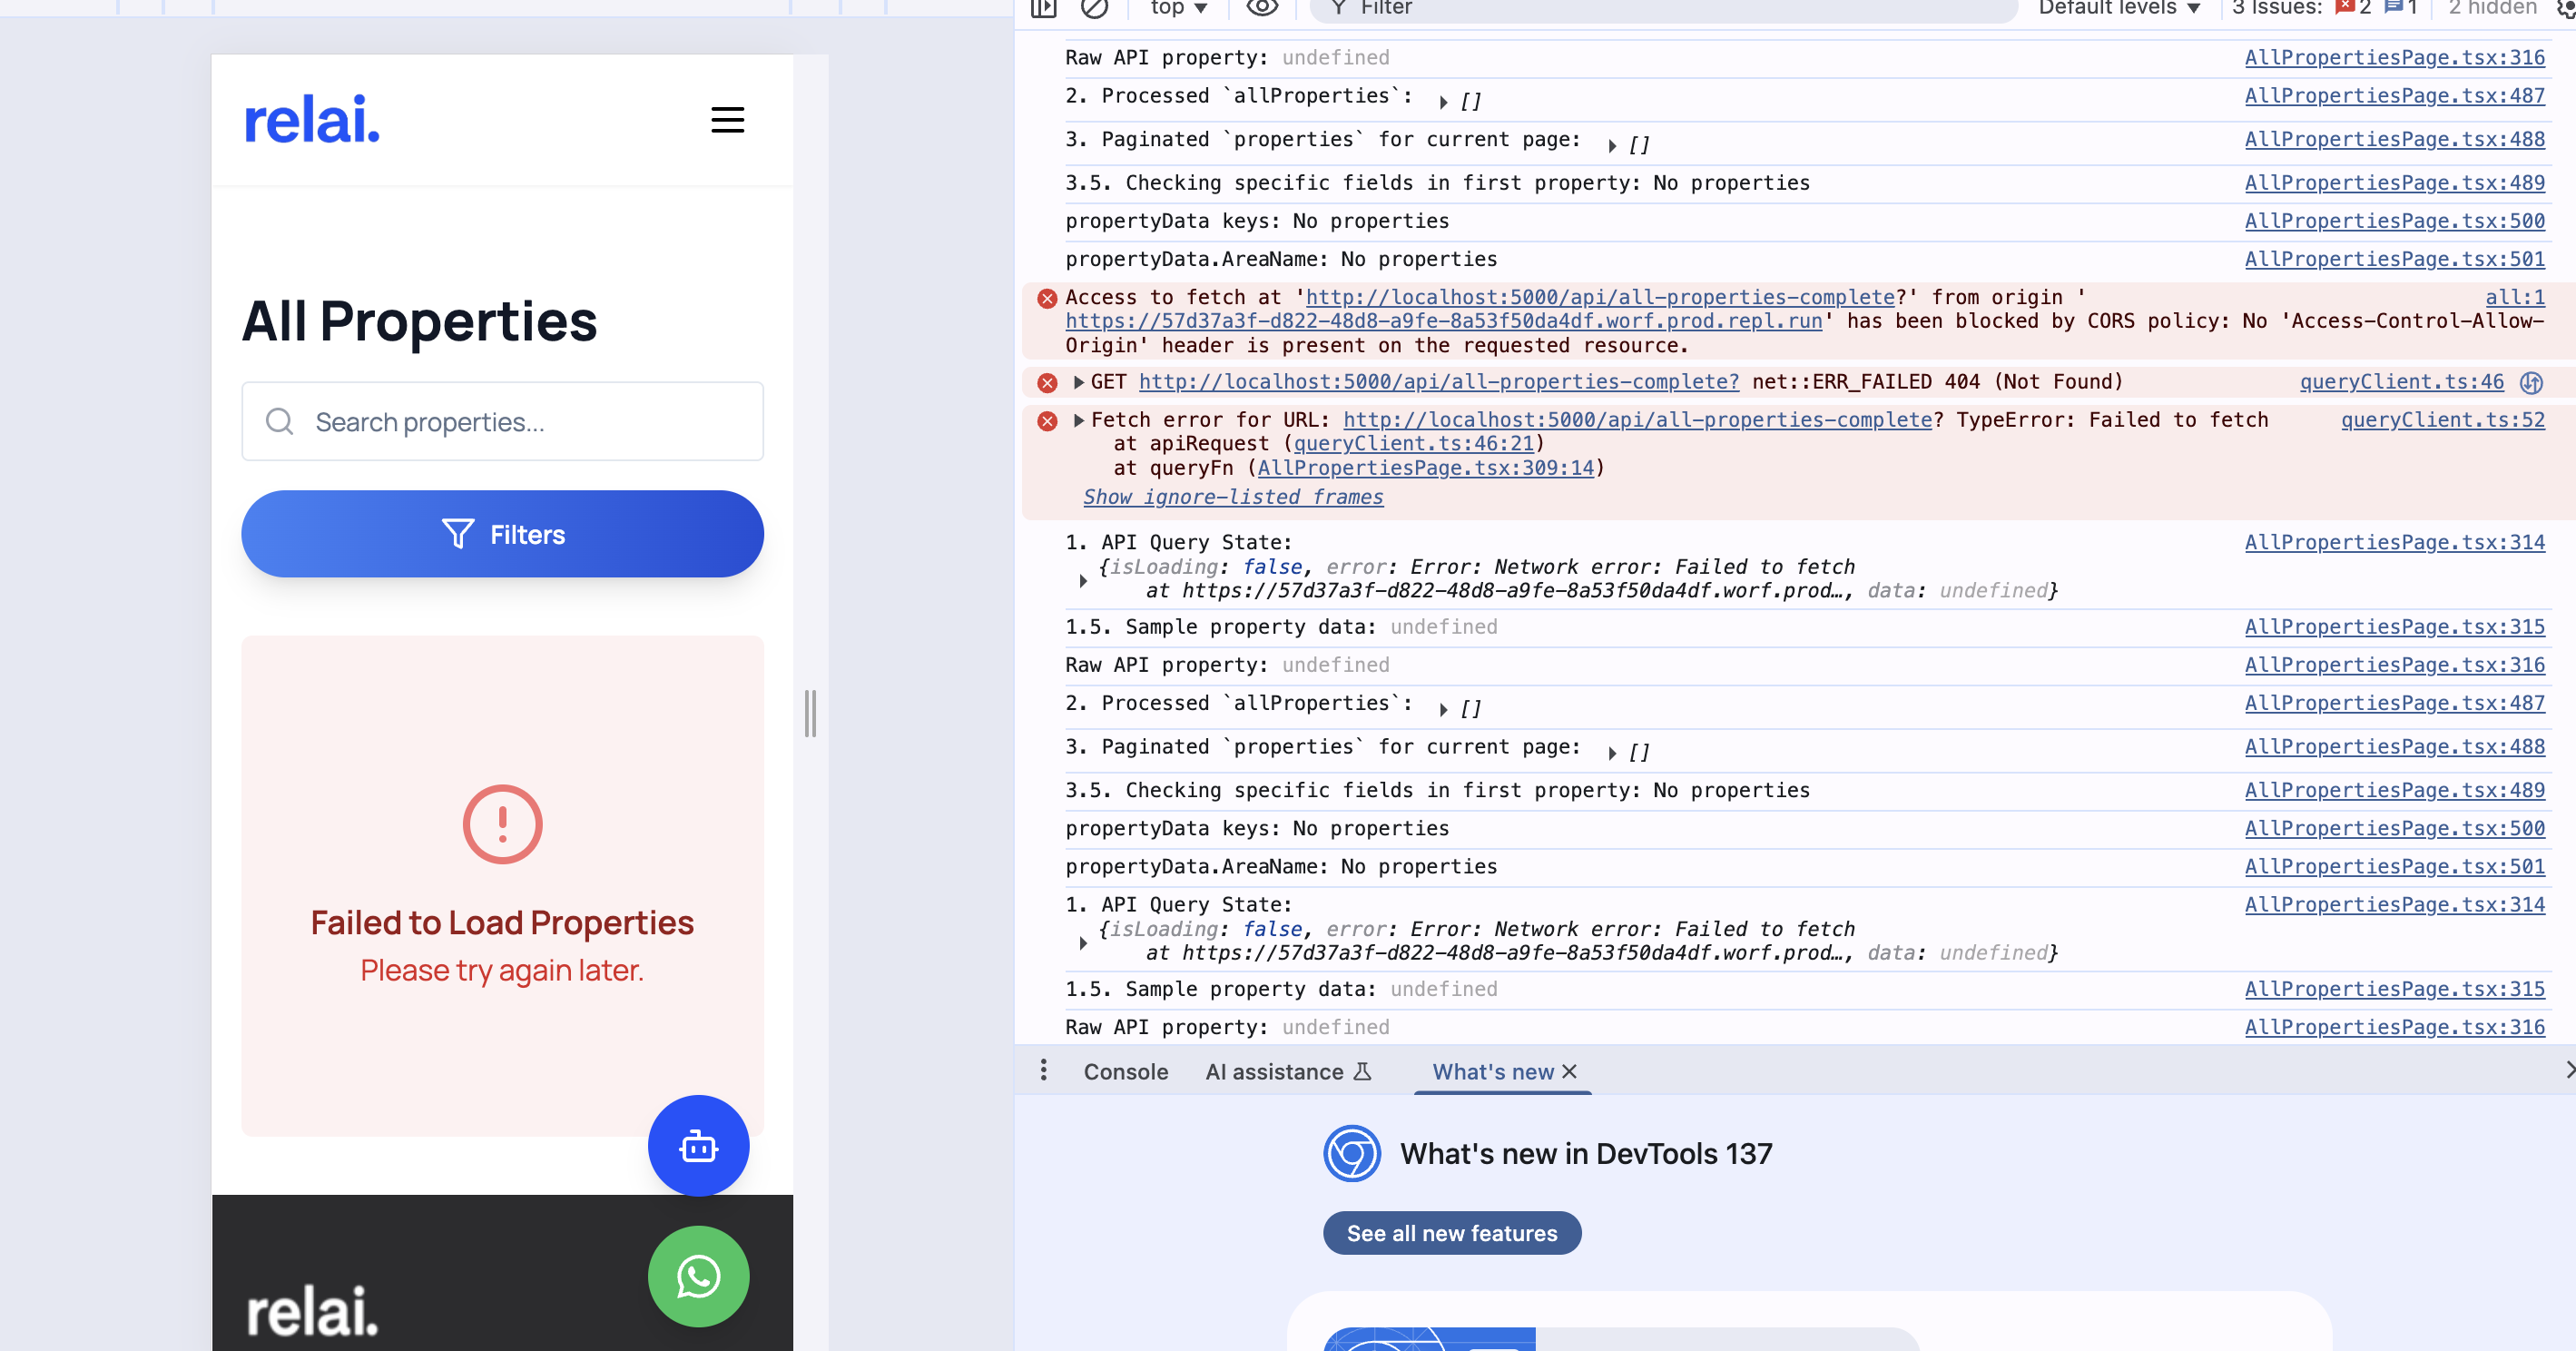 relai.
All Properties
Search properties...
Filters
Failed to Load Properties
Please try again later.
relai.
top
Filter
Default levels
3 Issues: 2 1
2 hidden
Raw API property: undefined AllPropertiesPage.tsx:316
2. Processed `allProperties`: [] AllPropertiesPage.tsx:487
3. Paginated `properties` for current page: [] AllPropertiesPage.tsx:488
3.5. Checking specific fields in first property: No properties AllPropertiesPage.tsx:489
propertyData keys: No properties AllPropertiesPage.tsx:500
propertyData.AreaName: No properties AllPropertiesPage.tsx:501
Access to fetch at 'http://localhost:5000/api/all-properties-complete?' from origin ' all:1
https://57d37a3f-d822-48d8-a9fe-8a53f50da4df.worf.prod.repl.run' has been blocked by CORS policy: No 'Access-Control-Allow-
Origin' header is present on the requested resource.
GET http://localhost:5000/api/all-properties-complete? net::ERR_FAILED 404 (Not Found) queryClient.ts:46
Fetch error for URL: http://localhost:5000/api/all-properties-complete? TypeError: Failed to fetch queryClient.ts:52
at apiRequest (queryClient.ts:46:21)
at queryFn (AllPropertiesPage.tsx:309:14)
Show ignore-listed frames
1. API Query State: AllPropertiesPage.tsx:314
{isLoading: false, error: Error: Network error: Failed to fetch
at https://57d37a3f-d822-48d8-a9fe-8a53f50da4df.worf.prod…, data: undefined}
1.5. Sample property data: undefined AllPropertiesPage.tsx:315
Raw API property: undefined AllPropertiesPage.tsx:316
2. Processed `allProperties`: [] AllPropertiesPage.tsx:487
3. Paginated `properties` for current page: [] AllPropertiesPage.tsx:488
3.5. Checking specific fields in first property: No properties AllPropertiesPage.tsx:489
propertyData keys: No properties AllPropertiesPage.tsx:500
propertyData.AreaName: No properties AllPropertiesPage.tsx:501
1. API Query State: AllPropertiesPage.tsx:314
{isLoading: false, error: Error: Network error: Failed to fetch
at https://57d37a3f-d822-48d8-a9fe-8a53f50da4df.worf.prod…, data: undefined}
1.5. Sample property data: undefined AllPropertiesPage.tsx:315
Raw API property: undefined AllPropertiesPage.tsx:316
Console
AI assistance
What's new
What's new in DevTools 137
See all new features